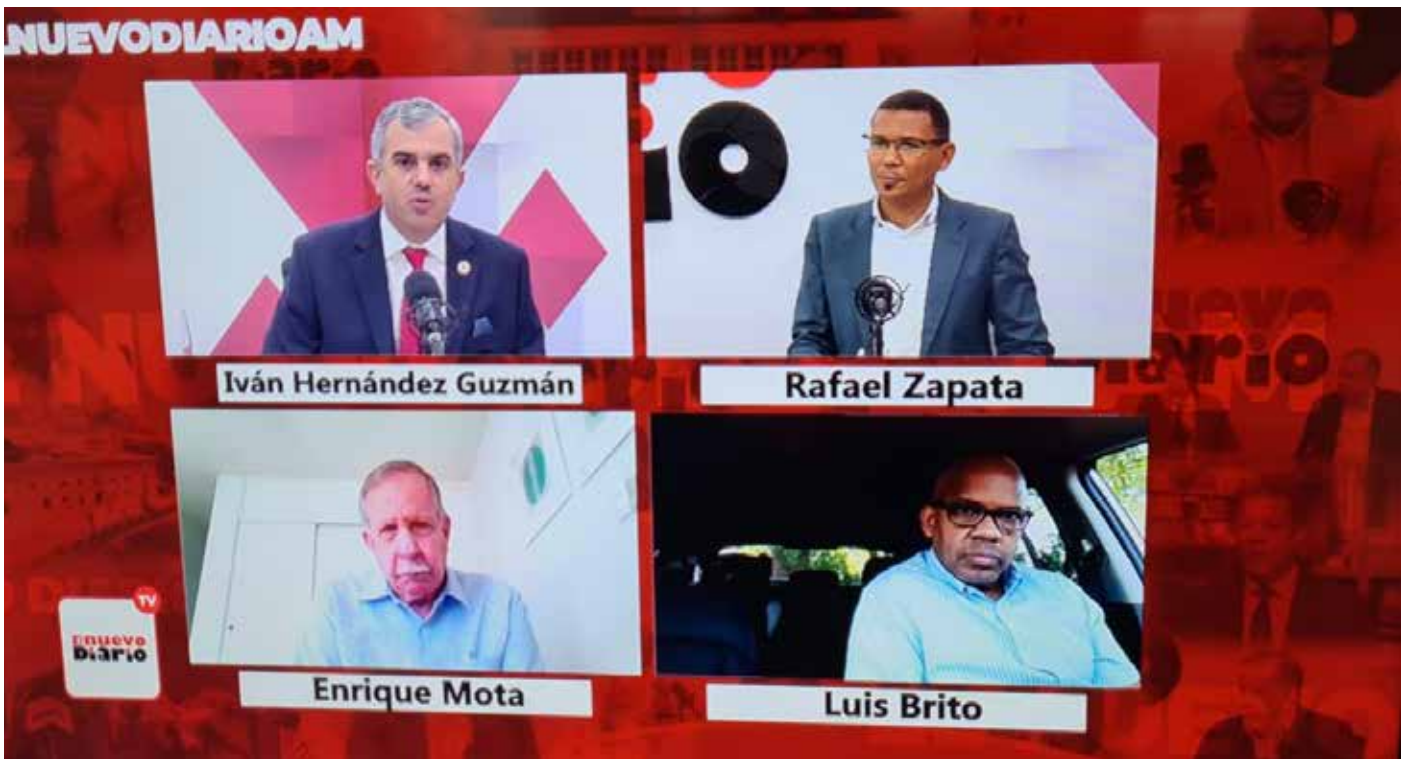 NUEVODIARIOAM
Iván Hernández Guzmán
Rafael Zapata
Enrique Mota
Luis Brito
TV
nuevo
Diario